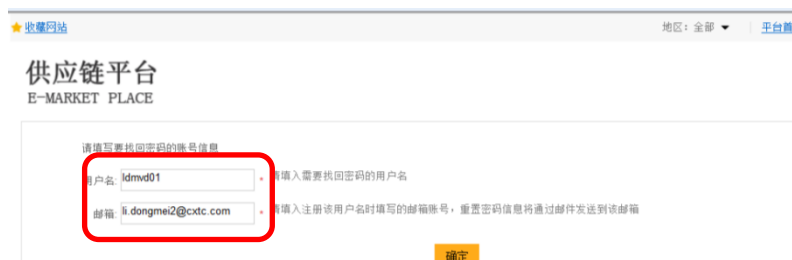 收藏网站 地区：全部 平台首
供应链平台
E-MARKET PLACE
请填写要找回密码的账号信息
用户名: ldmvd01 * 请填入需要找回密码的用户名
邮箱: li.dongmei2@cxtc.com * 请填入注册该用户名时填写的邮箱账号，重置密码信息将通过邮件发送到该邮箱
确定